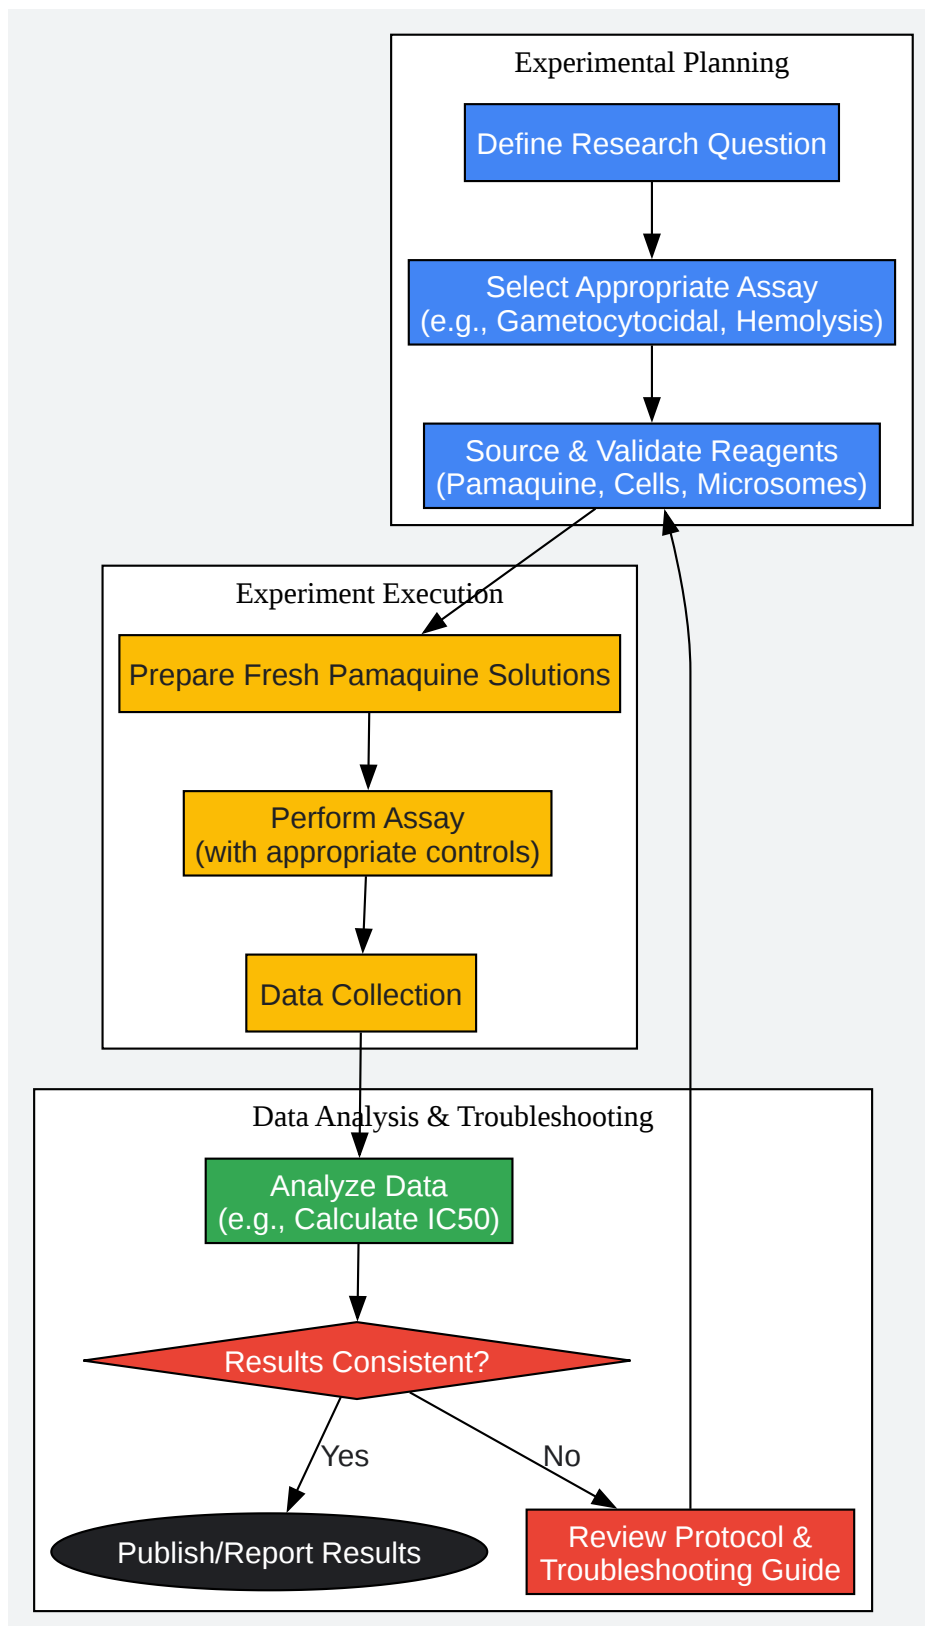 Experimental Planning
Define Research Question
Select Appropriate Assay
(e.g., Gametocytocidal, Hemolysis)
Source & Validate Reagents
(Pamaquine, Cells, Microsomes)
Experiment Execution
Prepare Fresh Pamaquine Solutions
Perform Assay
(with appropriate controls)
Data Collection
Data Analysis & Troubleshooting
Analyze Data
(e.g., Calculate IC50)
Results Consistent?
Yes
No
Publish/Report Results
Review Protocol &
Troubleshooting Guide